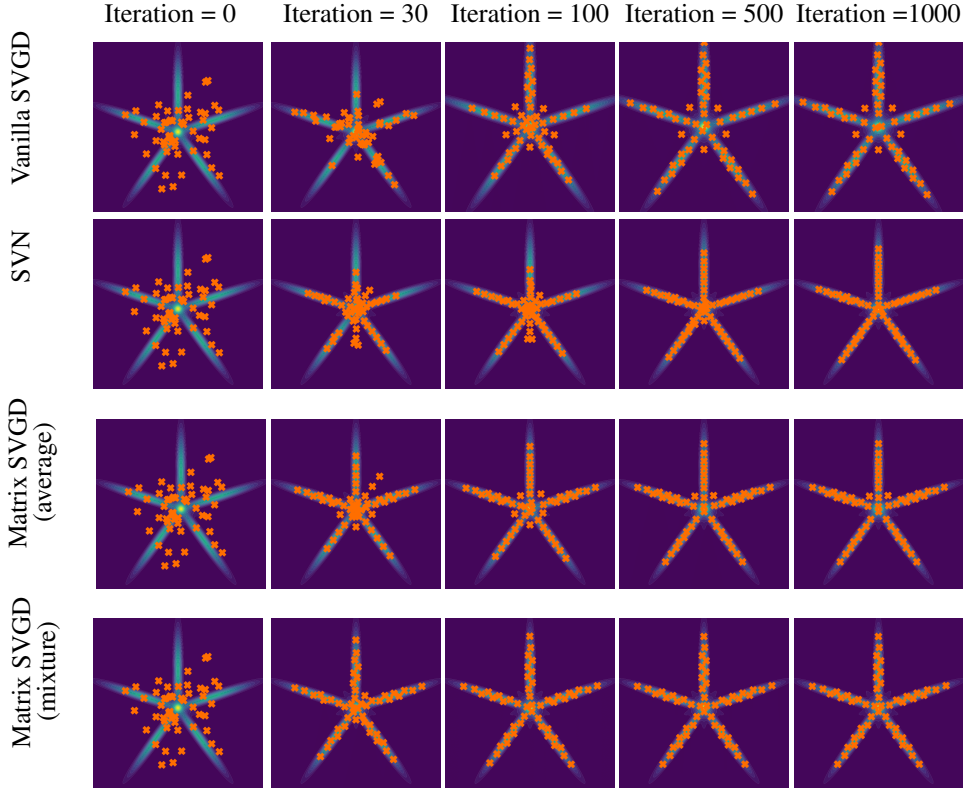 Iteration = 0
Iteration = 30
Iteration = 100
Iteration = 500
Iteration =1000
Vanilla SVGD
SVN
Matrix SVGD
(average)
Matrix SVGD
(mixture)